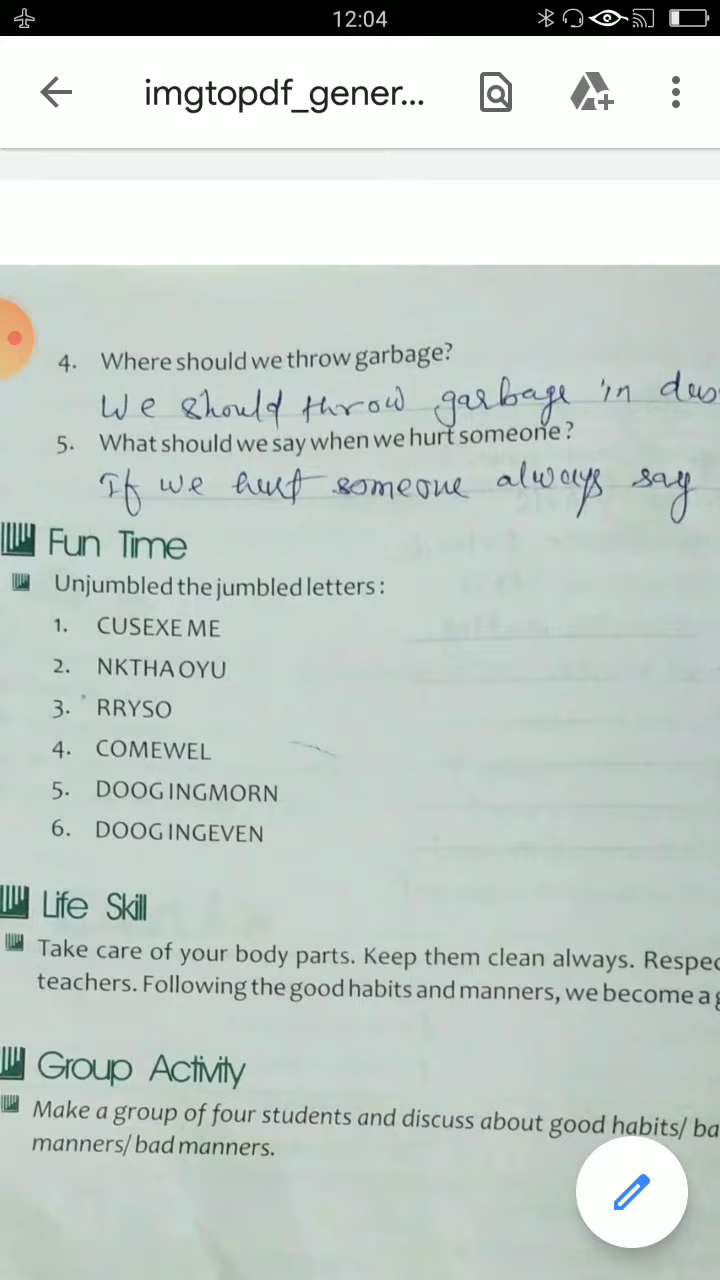 12:04
imgtopdf_gener...
4. Where should we throw garbage?
We should throw garbage in dus
5. What should we say when we hurt someone?
If we hurt someone always say
Fun Time
Unjumbled the jumbled letters:
1. CUSEXE ME
2. NKTHA OYU
3. RRYSO
4. COMEWEL
5. DOOG INGMORN
6. DOOG INGEVEN
Life Skill
Take care of your body parts. Keep them clean always. Respec
teachers. Following the good habits and manners, we become a g
Group Activity
Make a group of four students and discuss about good habits/ ba
manners/ bad manners.